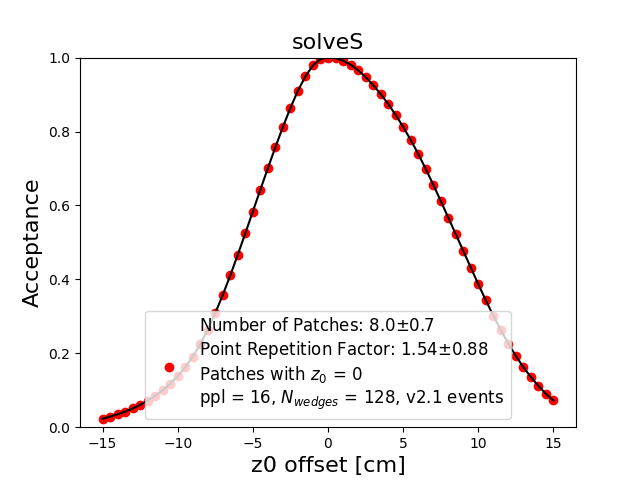 solveS
Acceptance
1.0
0.8
0.6
0.4
0.2
0.0
Number of Patches: 8.0±0.7
Point Repetition Factor: 1.54±0.88
Patches with z₀ = 0
ppl = 16, N_wedges = 128, v2.1 events
−15 −10 −5 0 5 10 15
z0 offset [cm]